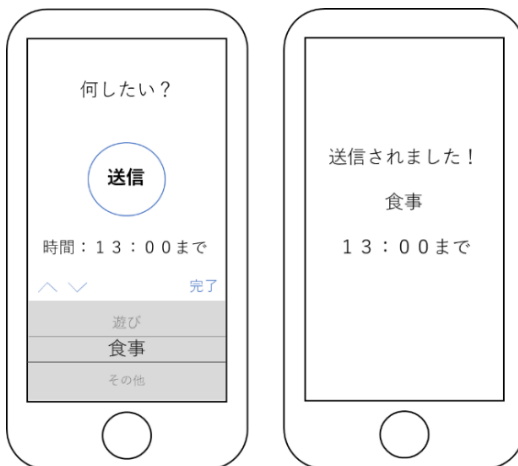 何したい？
送信
時間：１３：００まで
完了
遊び
食事
その他
送信されました！
食事
１３：００まで